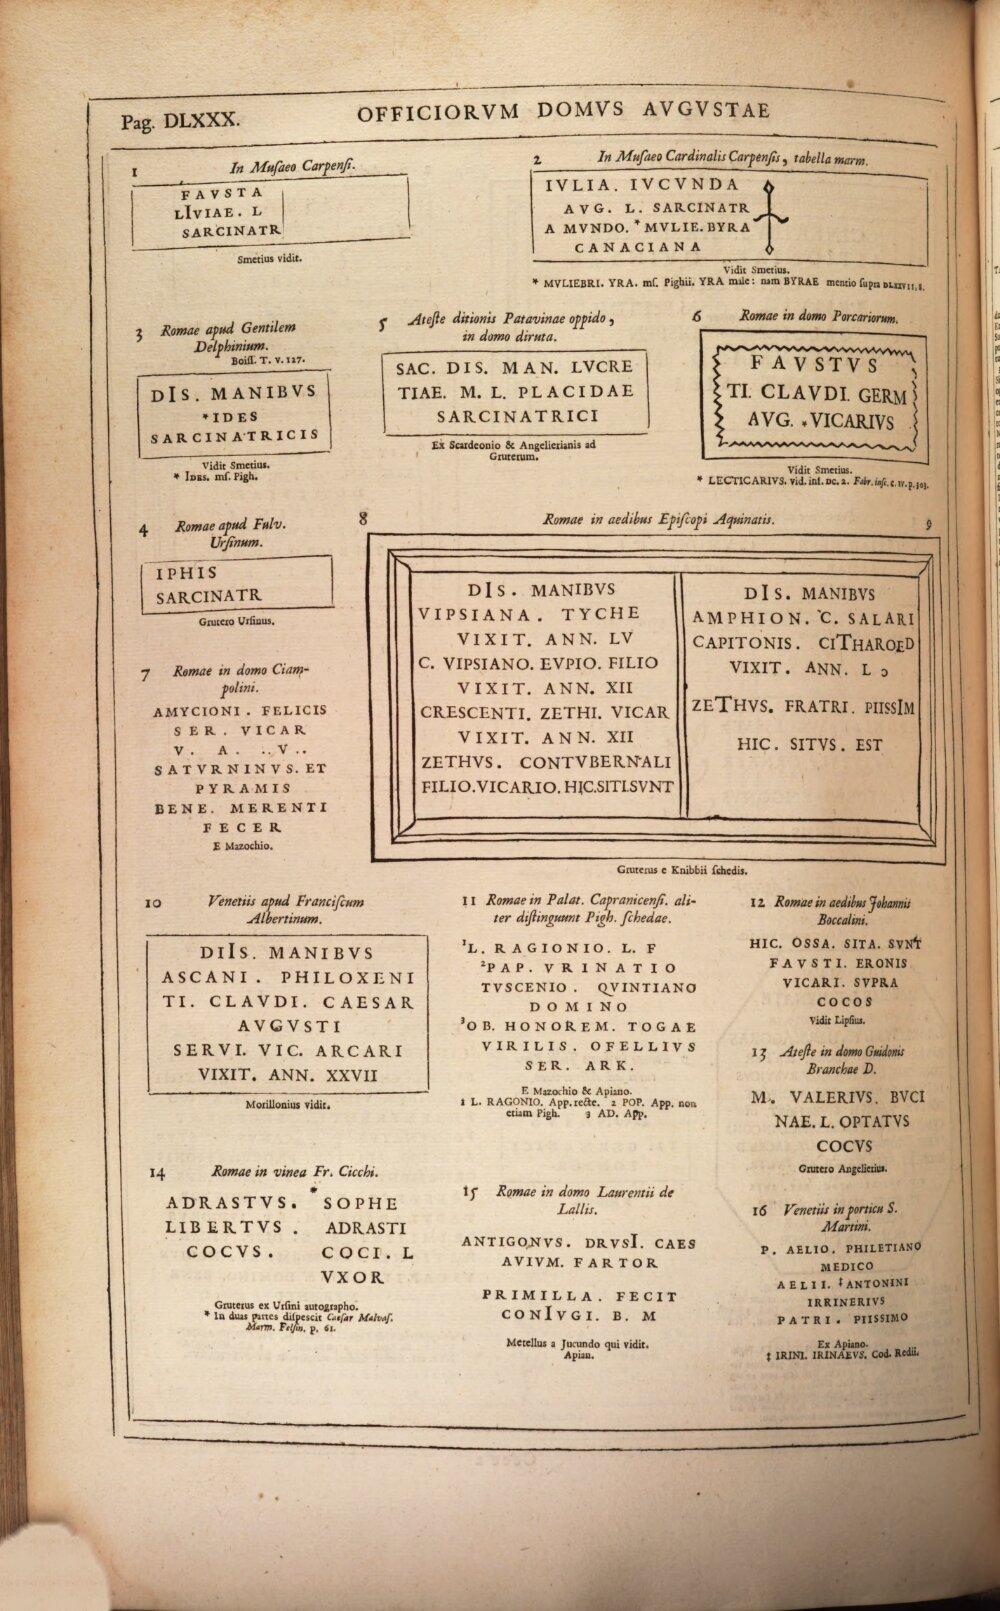 Pag. DLXXX.
OFFICIORVM DOMVS AVGVSTAE
1
In Muſaeo Carpenſi.
FAVSTA
LIVIAE. L
SARCINATR
Smetius vidit.
2
In Muſaeo Cardinalis Carpenſis, tabella marm.
IVLIA. IVCVNDA
AVG. L. SARCINATR
A MVNDO. *MVLIE. BYRA
CANACIANA
Vidit Smetius.
* MVLIEBRI. YRA. mſ. Pighii. YRA male: nam BYRAE mentio ſupra DLXXVII, 8.
3
Romae apud Gentilem
Delphinium.
Boiſſ. T. V. 127.
DIS. MANIBVS
*IDES
SARCINATRICIS
Vidit Smetius.
* IDES. mſ. Pigh.
5
Ateſte ditionis Patavinae oppido,
in domo diruta.
SAC. DIS. MAN. LVCRE
TIAE. M. L. PLACIDAE
SARCINATRICI
Ex Scardeonio & Angelierianis ad
Gruterum.
6
Romae in domo Porcariorum.
FAVSTVS
TI. CLAVDI. GERM
AVG. *VICARIVS
Vidit Smetius.
* LECTICARIVS. vid. inf. DC. 2. Fabr. inſc. c. IV. p. 303.
4
Romae apud Fulv.
Urſinum.
IPHIS
SARCINATR
Grutero Urſinus.
7
Romae in domo Ciam-
polini.
AMYCIONI. FELICIS
SER. VICAR
V. A. ..V..
SATVRNINVS. ET
PYRAMIS
BENE. MERENTI
FECER
E Mazochio.
8
Romae in aedibus Epiſcopi Aquinatis.
9
DIS. MANIBVS
VIPSIANA. TYCHE
VIXIT. ANN. LV
C. VIPSIANO. EVPIO. FILIO
VIXIT. ANN. XII
CRESCENTI. ZETHI. VICAR
VIXIT. ANN. XII
ZETHVS. CONTVBERNALI
FILIO. VICARIO. HIC. SITI. SVNT
DIS. MANIBVS
AMPHION. C. SALARI
CAPITONIS. CITHAROED
VIXIT. ANN. L Ɔ
ZETHVS. FRATRI. PIISSIM
HIC. SITVS. EST
Gruterus e Knibbii ſchedis.
10
Venetiis apud Franciſcum
Albertinum.
DIIS. MANIBVS
ASCANI. PHILOXENI
TI. CLAVDI. CAESAR
AVGVSTI
SERVI. VIC. ARCARI
VIXIT. ANN. XXVII
Morillonius vidit.
11
Romae in Palat. Capranicenſi. ali-
ter diſtinguunt Pigh. ſchedae.
¹L. RAGIONIO. L. F
²PAP. VRINATIO
TVSCENIO. QVINTIANO
DOMINO
³OB. HONOREM. TOGAE
VIRILIS. OFELLIVS
SER. ARK.
E Mazochio & Apiano.
1 L. RAGONIO. App. recte. 2 POP. App. non
etiam Pigh. 3 AD. App.
12
Romae in aedibus Johannis
Boccalini.
HIC. OSSA. SITA. SVNT
FAVSTI. ERONIS
VICARI. SVPRA
COCOS
Vidit Lipſius.
13
Ateſte in domo Guidonis
Branchae D.
M. VALERIVS. BVCI
NAE. L. OPTATVS
COCVS
Grutero Angelierius.
14
Romae in vinea Fr. Cicchi.
ADRASTVS. *SOPHE
LIBERTVS. ADRASTI
COCVS. COCI. L
VXOR
Gruterus ex Urſini autographo.
* In duas partes diſpeſcit Caeſar Malvaſ.
Marm. Felſin. p. 61.
15
Romae in domo Laurentii de
Lallis.
ANTIGONVS. DRVSI. CAES
AVIVM. FARTOR
PRIMILLA. FECIT
CONIVGI. B. M
Metellus a Jucundo qui vidit.
Apian.
16
Venetiis in porticu S.
Martini.
P. AELIO. PHILETIANO
MEDICO
AELII. ‡ANTONINI
IRRINERIVS
PATRI. PIISSIMO
Ex Apiano.
‡ IRINI. IRINAEVS. Cod. Redii.